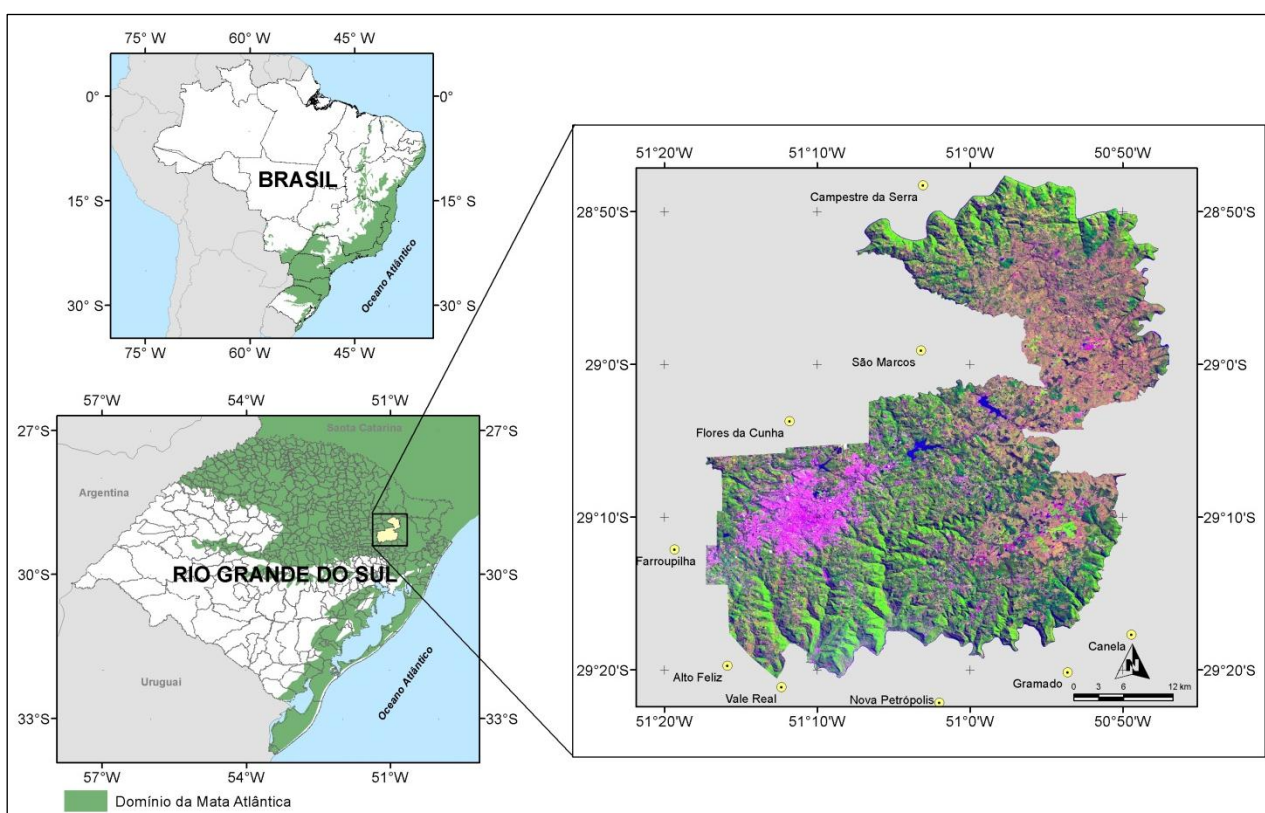 75° W 60° W 45° W
0° 0°
BRASIL
15° S 15° S
Oceano Atlântico
30° S 30° S
75° W 60° W 45° W
57°W 54°W 51°W
27°S 27°S
Santa Catarina
Argentina
30°S 30°S
RIO GRANDE DO SUL
Uruguai
Oceano Atlântico
33°S 33°S
57°W 54°W 51°W
Domínio da Mata Atlântica
51°20'W 51°10'W 51°0'W 50°50'W
Campestre da Serra
28°50'S 28°50'S
São Marcos
29°0'S 29°0'S
Flores da Cunha
29°10'S 29°10'S
Farroupilha
Canela
N
29°20'S 29°20'S
Alto Feliz
Gramado
0 3 6 12 km
Vale Real
Nova Petrópolis
51°20'W 51°10'W 51°0'W 50°50'W